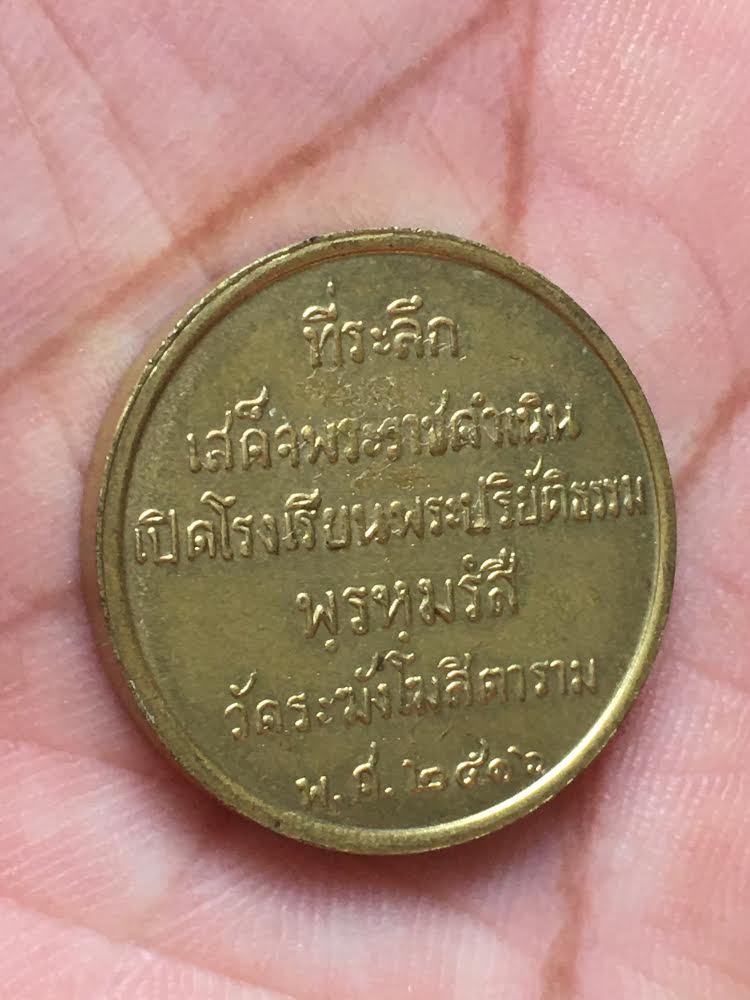 ที่ระลึก
เสด็จพระราชดำเนิน
เปิดโรงเรียนพระปริยัติธรรม
พฺรหฺมรํสี
วัดระฆังโฆสิตาราม
พ.ศ.๒๕๑๖